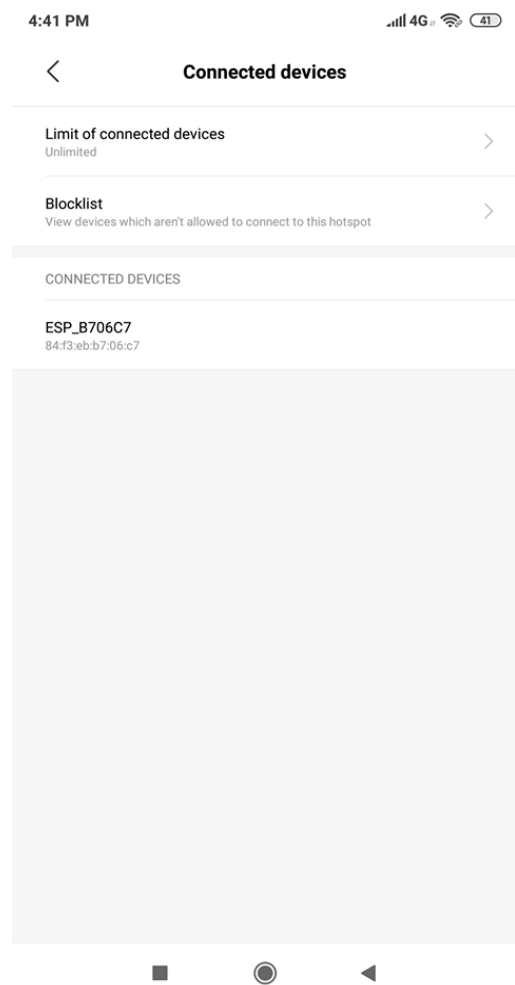 4:41 PM 4G 41
Connected devices
Limit of connected devices
Unlimited
Blocklist
View devices which aren't allowed to connect to this hotspot
CONNECTED DEVICES
ESP_B706C7
84:f3:eb:b7:06:c7